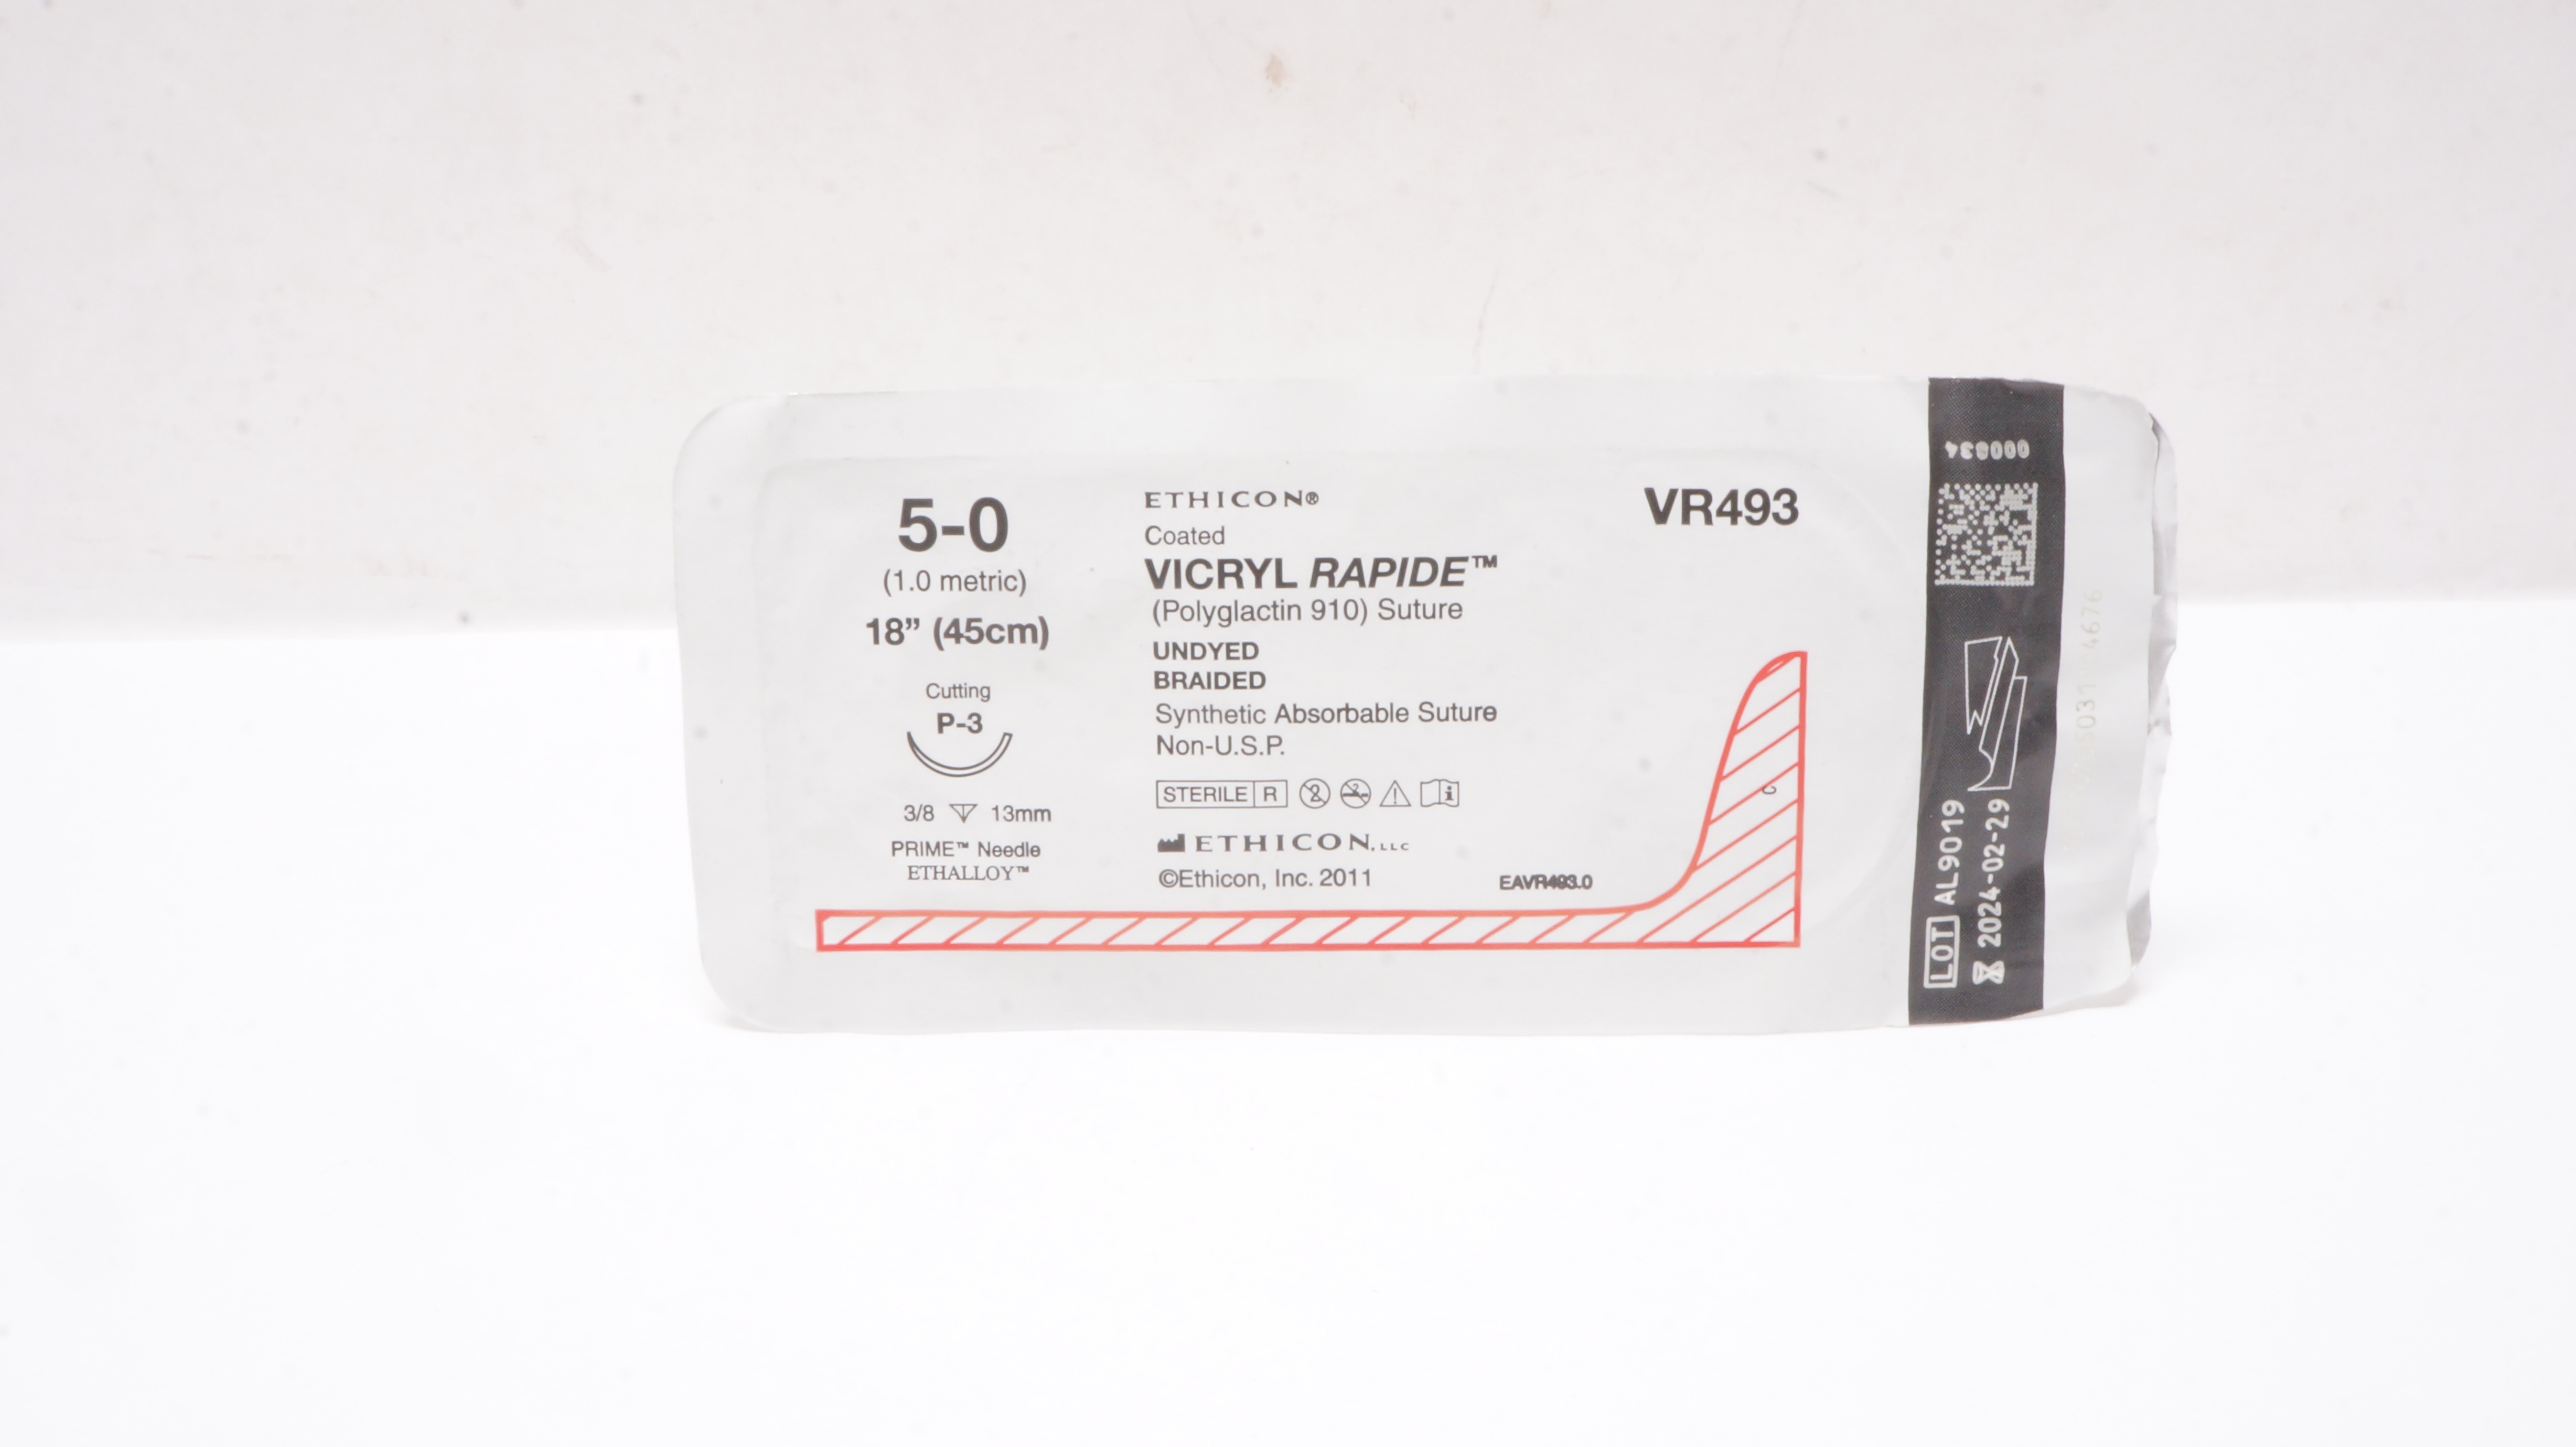 5-0
(1.0 metric)
18” (45cm)
Cutting
P-3
3/8 13mm
PRIME™ Needle
ETHALLOY™
ETHICON®
Coated
VICRYL RAPIDE™
(Polyglactin 910) Suture
UNDYED
BRAIDED
Synthetic Absorbable Suture
Non-U.S.P.
STERILE R
ETHICON, LLC
©Ethicon, Inc. 2011
EAVR493.0
VR493
LOT AL9019
2024-02-29
4676